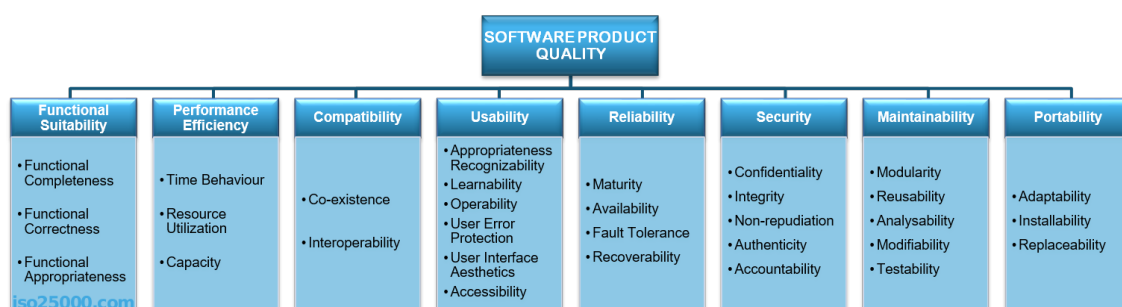 SOFTWARE PRODUCT
QUALITY
Functional
Suitability
• Functional
Completeness
• Functional
Correctness
• Functional
Appropriateness
Performance
Efficiency
• Time Behaviour
• Resource
Utilization
• Capacity
Compatibility
• Co-existence
• Interoperability
Usability
• Appropriateness
Recognizability
• Learnability
• Operability
• User Error
Protection
• User Interface
Aesthetics
• Accessibility
Reliability
• Maturity
• Availability
• Fault Tolerance
• Recoverability
Security
• Confidentiality
• Integrity
• Non-repudiation
• Authenticity
• Accountability
Maintainability
• Modularity
• Reusability
• Analysability
• Modifiability
• Testability
Portability
• Adaptability
• Installability
• Replaceability
iso25000.com